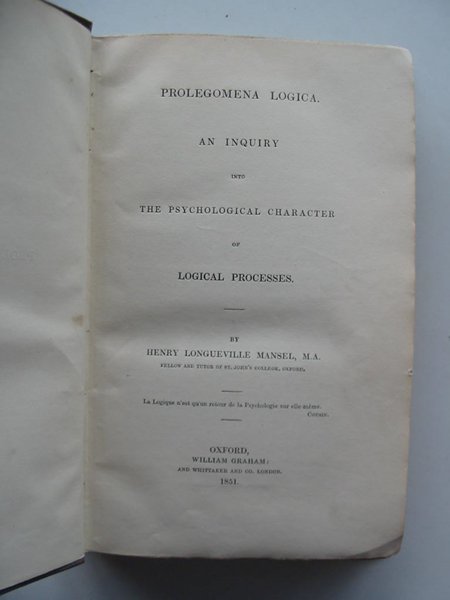 PROLEGOMENA LOGICA.
AN INQUIRY
INTO
THE PSYCHOLOGICAL CHARACTER
OF
LOGICAL PROCESSES.
BY
HENRY LONGUEVILLE MANSEL, M.A.
FELLOW AND TUTOR OF ST. JOHN'S COLLEGE, OXFORD.
La Logique n'est qu'un retour de la Psychologie sur elle-même.
COUSIN.
OXFORD,
WILLIAM GRAHAM:
AND WHITTAKER AND CO. LONDON.
1851.